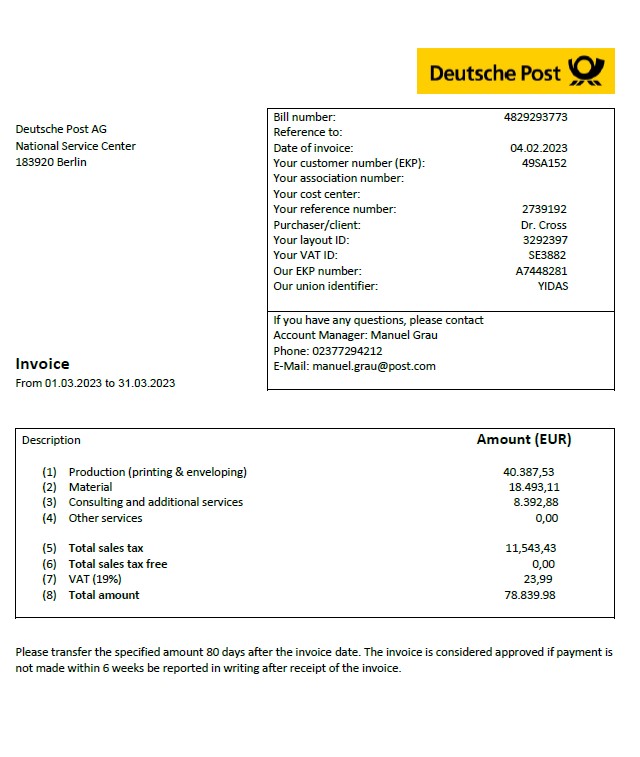 Deutsche Post
Deutsche Post AG
National Service Center
183920 Berlin
Bill number: 4829293773
Reference to:
Date of invoice: 04.02.2023
Your customer number (EKP): 49SA152
Your association number:
Your cost center:
Your reference number: 2739192
Purchaser/client: Dr. Cross
Your layout ID: 3292397
Your VAT ID: SE3882
Our EKP number: A7448281
Our union identifier: YIDAS
If you have any questions, please contact
Account Manager: Manuel Grau
Phone: 02377294212
E-Mail: manuel.grau@post.com
Invoice
From 01.03.2023 to 31.03.2023
Description Amount (EUR)
(1) Production (printing & enveloping) 40.387,53
(2) Material 18.493,11
(3) Consulting and additional services 8.392,88
(4) Other services 0,00
(5) Total sales tax 11,543,43
(6) Total sales tax free 0,00
(7) VAT (19%) 23,99
(8) Total amount 78.839.98
Please transfer the specified amount 80 days after the invoice date. The invoice is considered approved if payment is
not made within 6 weeks be reported in writing after receipt of the invoice.